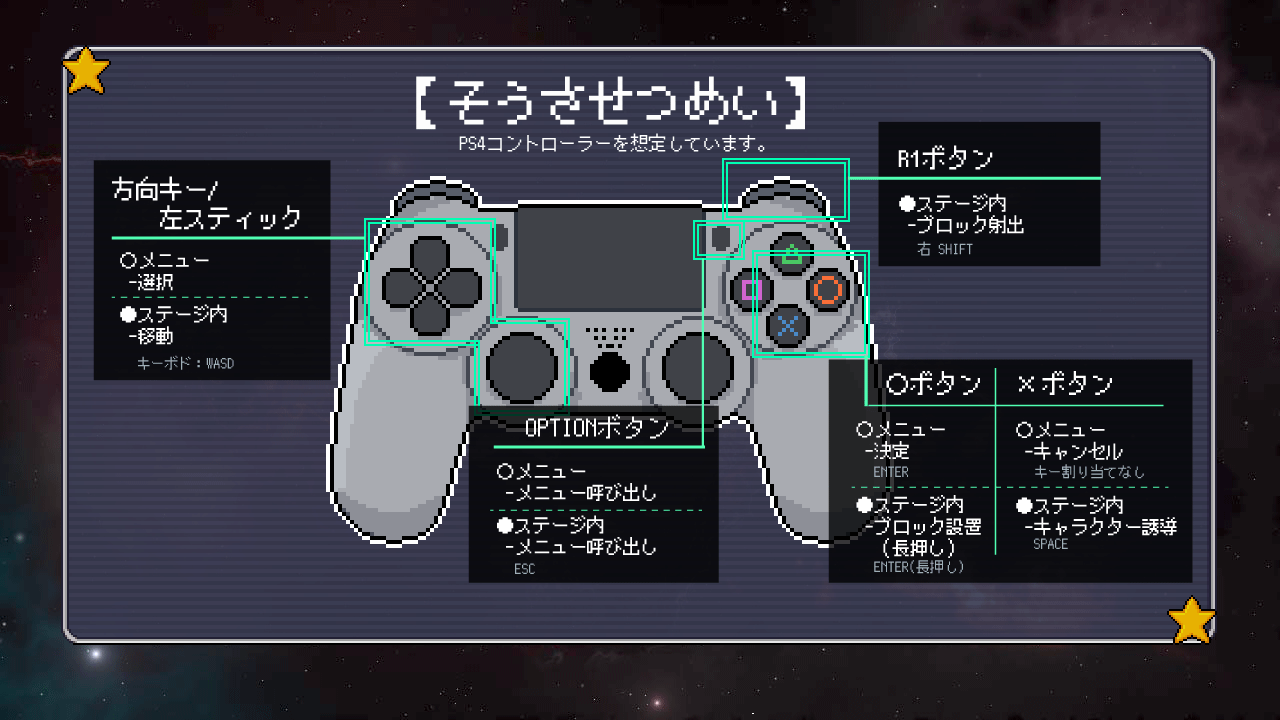 【そうさせつめい】
PS4コントローラーを想定しています。
方向キー/
左スティック
○メニュー
-選択
●ステージ内
-移動
キーボード：WASD
R1ボタン
●ステージ内
-ブロック射出
右 SHIFT
OPTIONボタン
○メニュー
-メニュー呼び出し
●ステージ内
-メニュー呼び出し
ESC
○ボタン
○メニュー
-決定
ENTER
●ステージ内
-ブロック設置
(長押し)
ENTER(長押し)
×ボタン
○メニュー
-キャンセル
キー割り当てなし
●ステージ内
-キャラクター誘導
SPACE